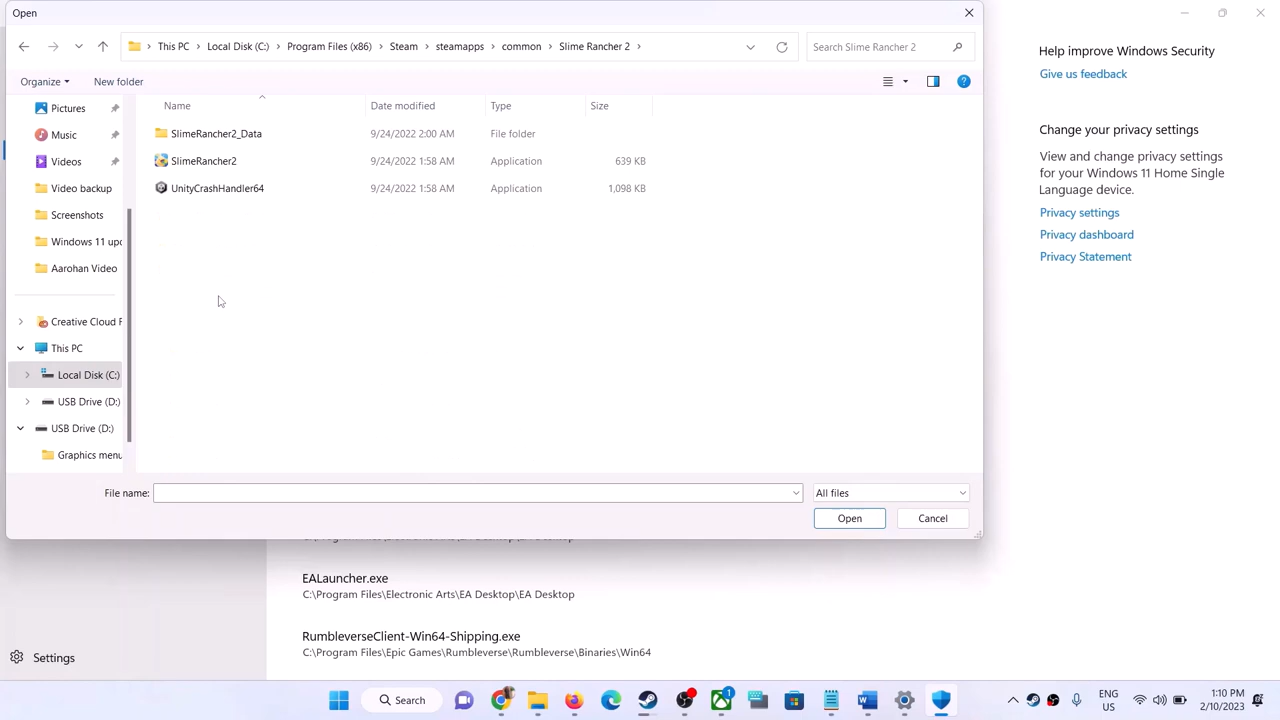 Open
This PC > Local Disk (C:) > Program Files (x86) > Steam > steamapps > common > Slime Rancher 2 >
Search Slime Rancher 2
Organize
New folder
Name
Date modified
Type
Size
SlimeRancher2_Data
9/24/2022 2:00 AM
File folder
SlimeRancher2
9/24/2022 1:58 AM
Application
639 KB
UnityCrashHandler64
9/24/2022 1:58 AM
Application
1,098 KB
Pictures
Music
Videos
Video backup
Screenshots
Windows 11 upd
Aarohan Video
Creative Cloud F
This PC
Local Disk (C:)
USB Drive (D:)
USB Drive (D:)
Graphics menu
File name:
All files
Open
Cancel
Help improve Windows Security
Give us feedback
Change your privacy settings
View and change privacy settings
for your Windows 11 Home Single
Language device.
Privacy settings
Privacy dashboard
Privacy Statement
EALauncher.exe
C:\Program Files\Electronic Arts\EA Desktop\EA Desktop
RumbleverseClient-Win64-Shipping.exe
C:\Program Files\Epic Games\Rumbleverse\Rumbleverse\Binaries\Win64
Settings
Search
1
ENG
US
1:10 PM
2/10/2023